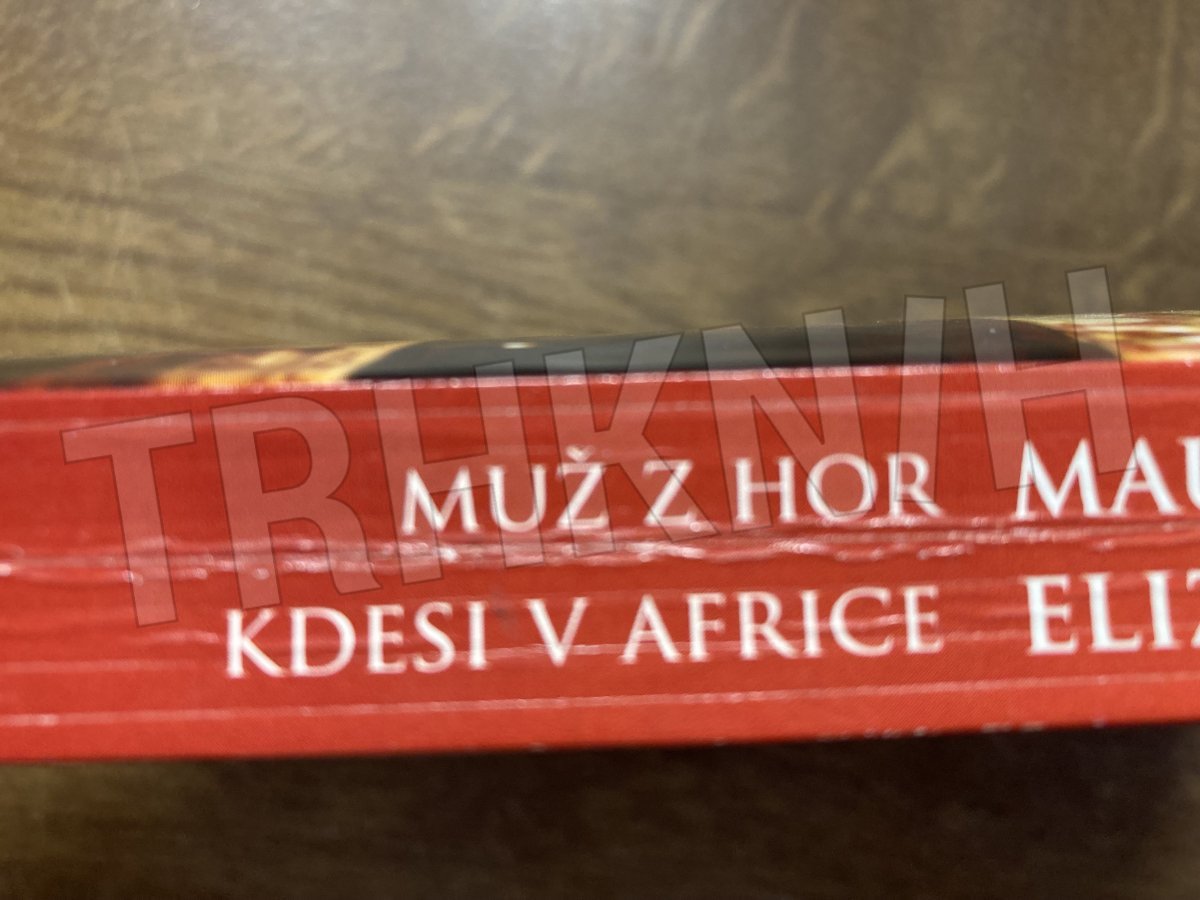 MUŽ Z HOR MAU
KDESI V AFRICE ELIZ
TRHKNIH